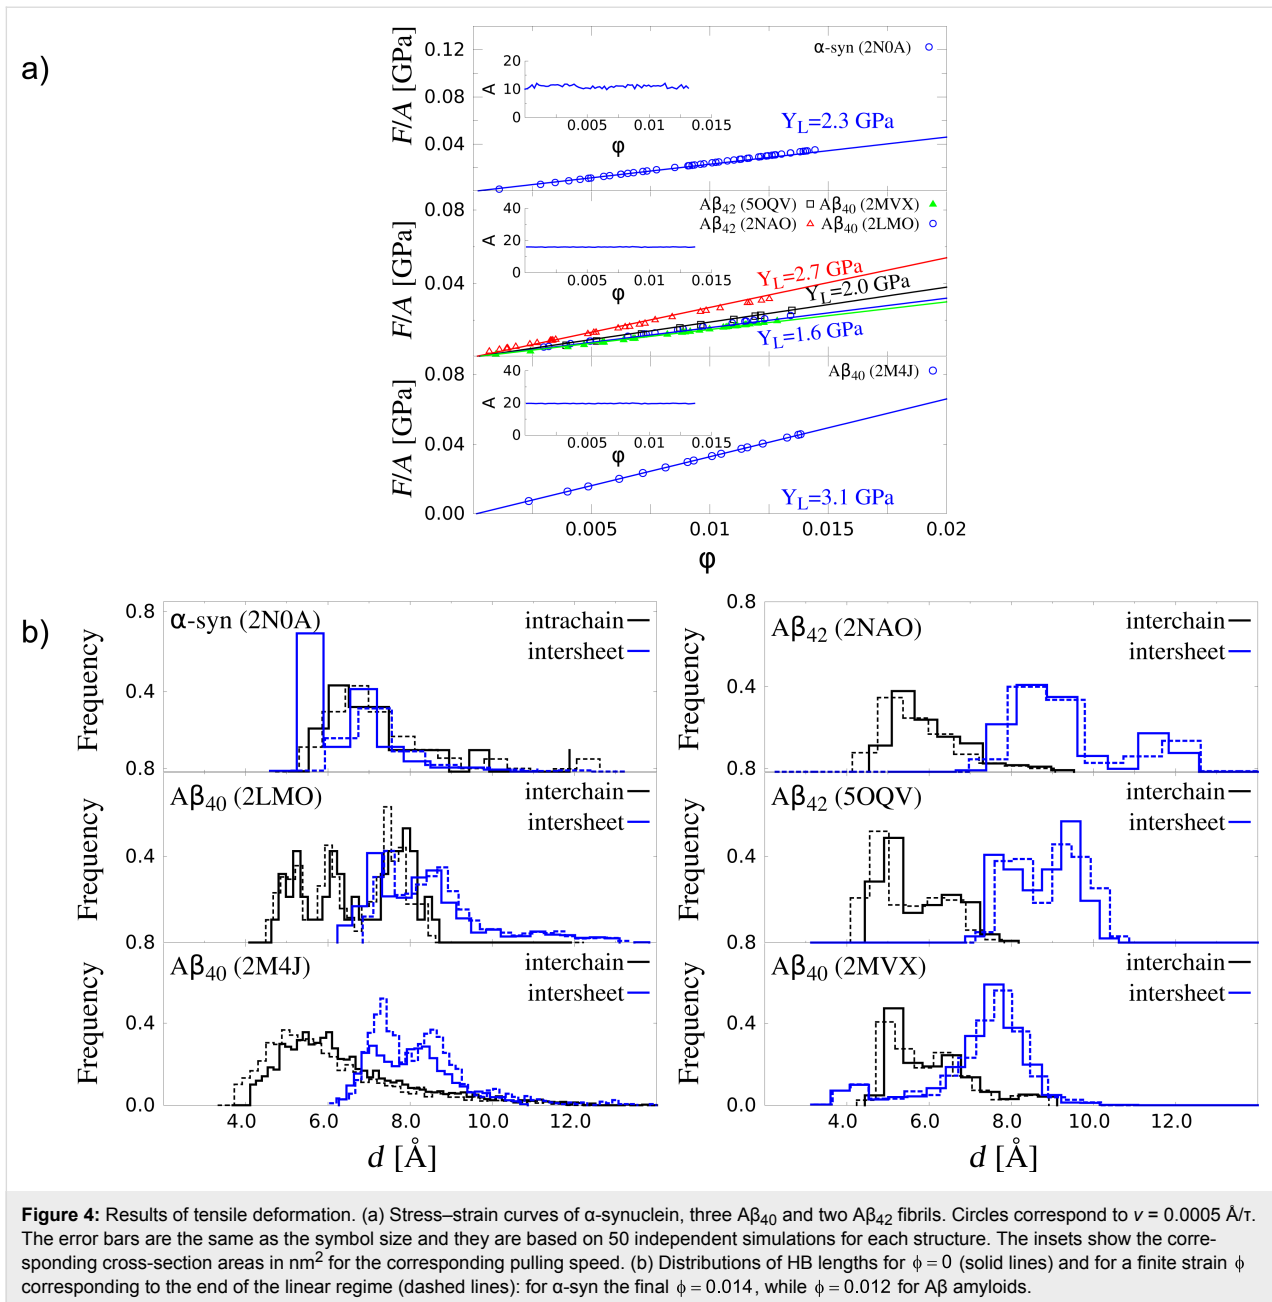 a)
F/A [GPa]
0.12
0.08
0.04
α-syn (2N0A)
Y_L=2.3 GPa
A
20
10
0
0.005 0.01 0.015
φ
F/A [GPa]
0.08
0.04
Aβ₄₂ (5OQV) Aβ₄₀ (2MVX)
Aβ₄₂ (2NAO) Aβ₄₀ (2LMO)
Y_L=2.7 GPa
Y_L=2.0 GPa
Y_L=1.6 GPa
A
40
20
0
0.005 0.01 0.015
φ
F/A [GPa]
0.08
0.04
0.00
Aβ₄₀ (2M4J)
Y_L=3.1 GPa
A
40
20
0
0.005 0.01 0.015
φ
0.005 0.01 0.015 0.02
φ
b)
Frequency
0.8
0.4
α-syn (2N0A)
intrachain
intersheet
Frequency
0.8
0.4
Aβ₄₀ (2LMO)
interchain
intersheet
Frequency
0.8
0.4
0.0
Aβ₄₀ (2M4J)
interchain
intersheet
4.0 6.0 8.0 10.0 12.0
d [Å]
Frequency
0.8
0.4
Aβ₄₂ (2NAO)
interchain
intersheet
Frequency
0.8
0.4
Aβ₄₂ (5OQV)
interchain
intersheet
Frequency
0.8
0.4
0.0
Aβ₄₀ (2MVX)
interchain
intersheet
4.0 6.0 8.0 10.0 12.0
d [Å]
Figure 4: Results of tensile deformation. (a) Stress–strain curves of α-synuclein, three Aβ₄₀ and two Aβ₄₂ fibrils. Circles correspond to v = 0.0005 Å/τ.
The error bars are the same as the symbol size and they are based on 50 independent simulations for each structure. The insets show the corre-
sponding cross-section areas in nm² for the corresponding pulling speed. (b) Distributions of HB lengths for ϕ = 0 (solid lines) and for a finite strain ϕ
corresponding to the end of the linear regime (dashed lines): for α-syn the final ϕ = 0.014, while ϕ = 0.012 for Aβ amyloids.